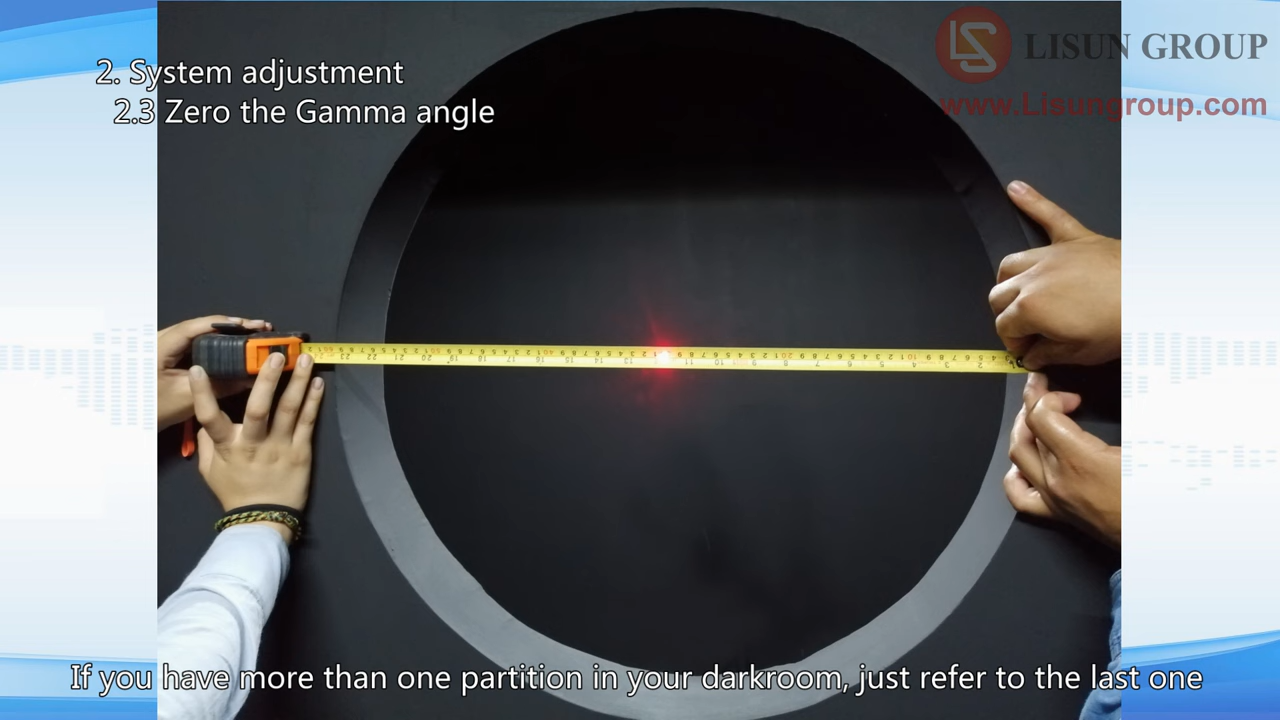 2. System adjustment
2.3 Zero the Gamma angle
LS LISUN GROUP
www.Lisungroup.com
If you have more than one partition in your darkroom, just refer to the last one